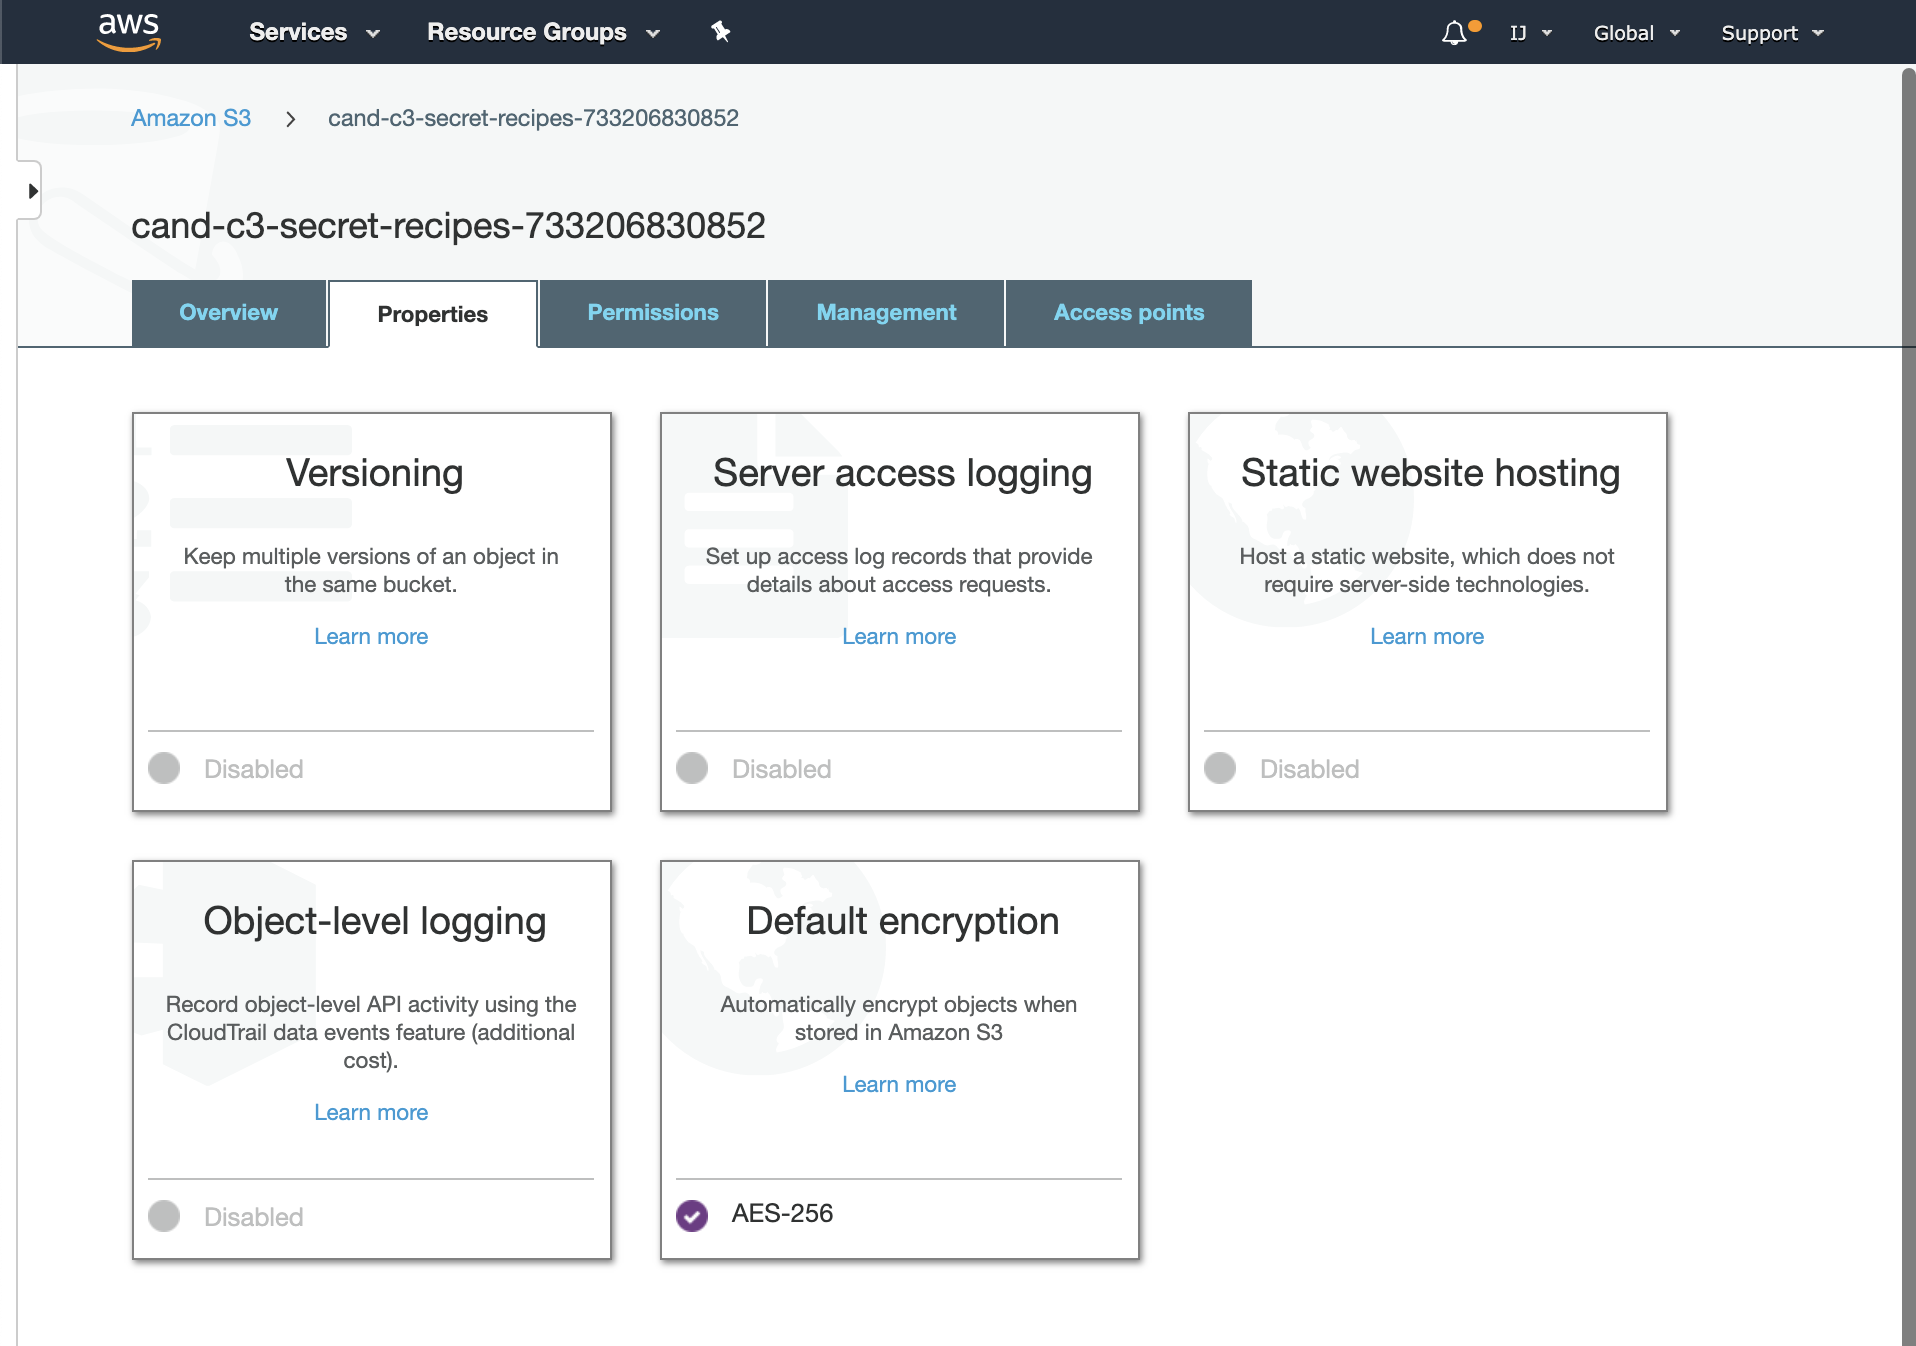 aws
Services
Resource Groups
IJ
Global
Support
Amazon S3
cand-c3-secret-recipes-733206830852
cand-c3-secret-recipes-733206830852
Overview
Properties
Permissions
Management
Access points
Versioning
Keep multiple versions of an object in
the same bucket.
Learn more
Disabled
Server access logging
Set up access log records that provide
details about access requests.
Learn more
Disabled
Static website hosting
Host a static website, which does not
require server-side technologies.
Learn more
Disabled
Object-level logging
Record object-level API activity using the
CloudTrail data events feature (additional
cost).
Learn more
Disabled
Default encryption
Automatically encrypt objects when
stored in Amazon S3
Learn more
AES-256